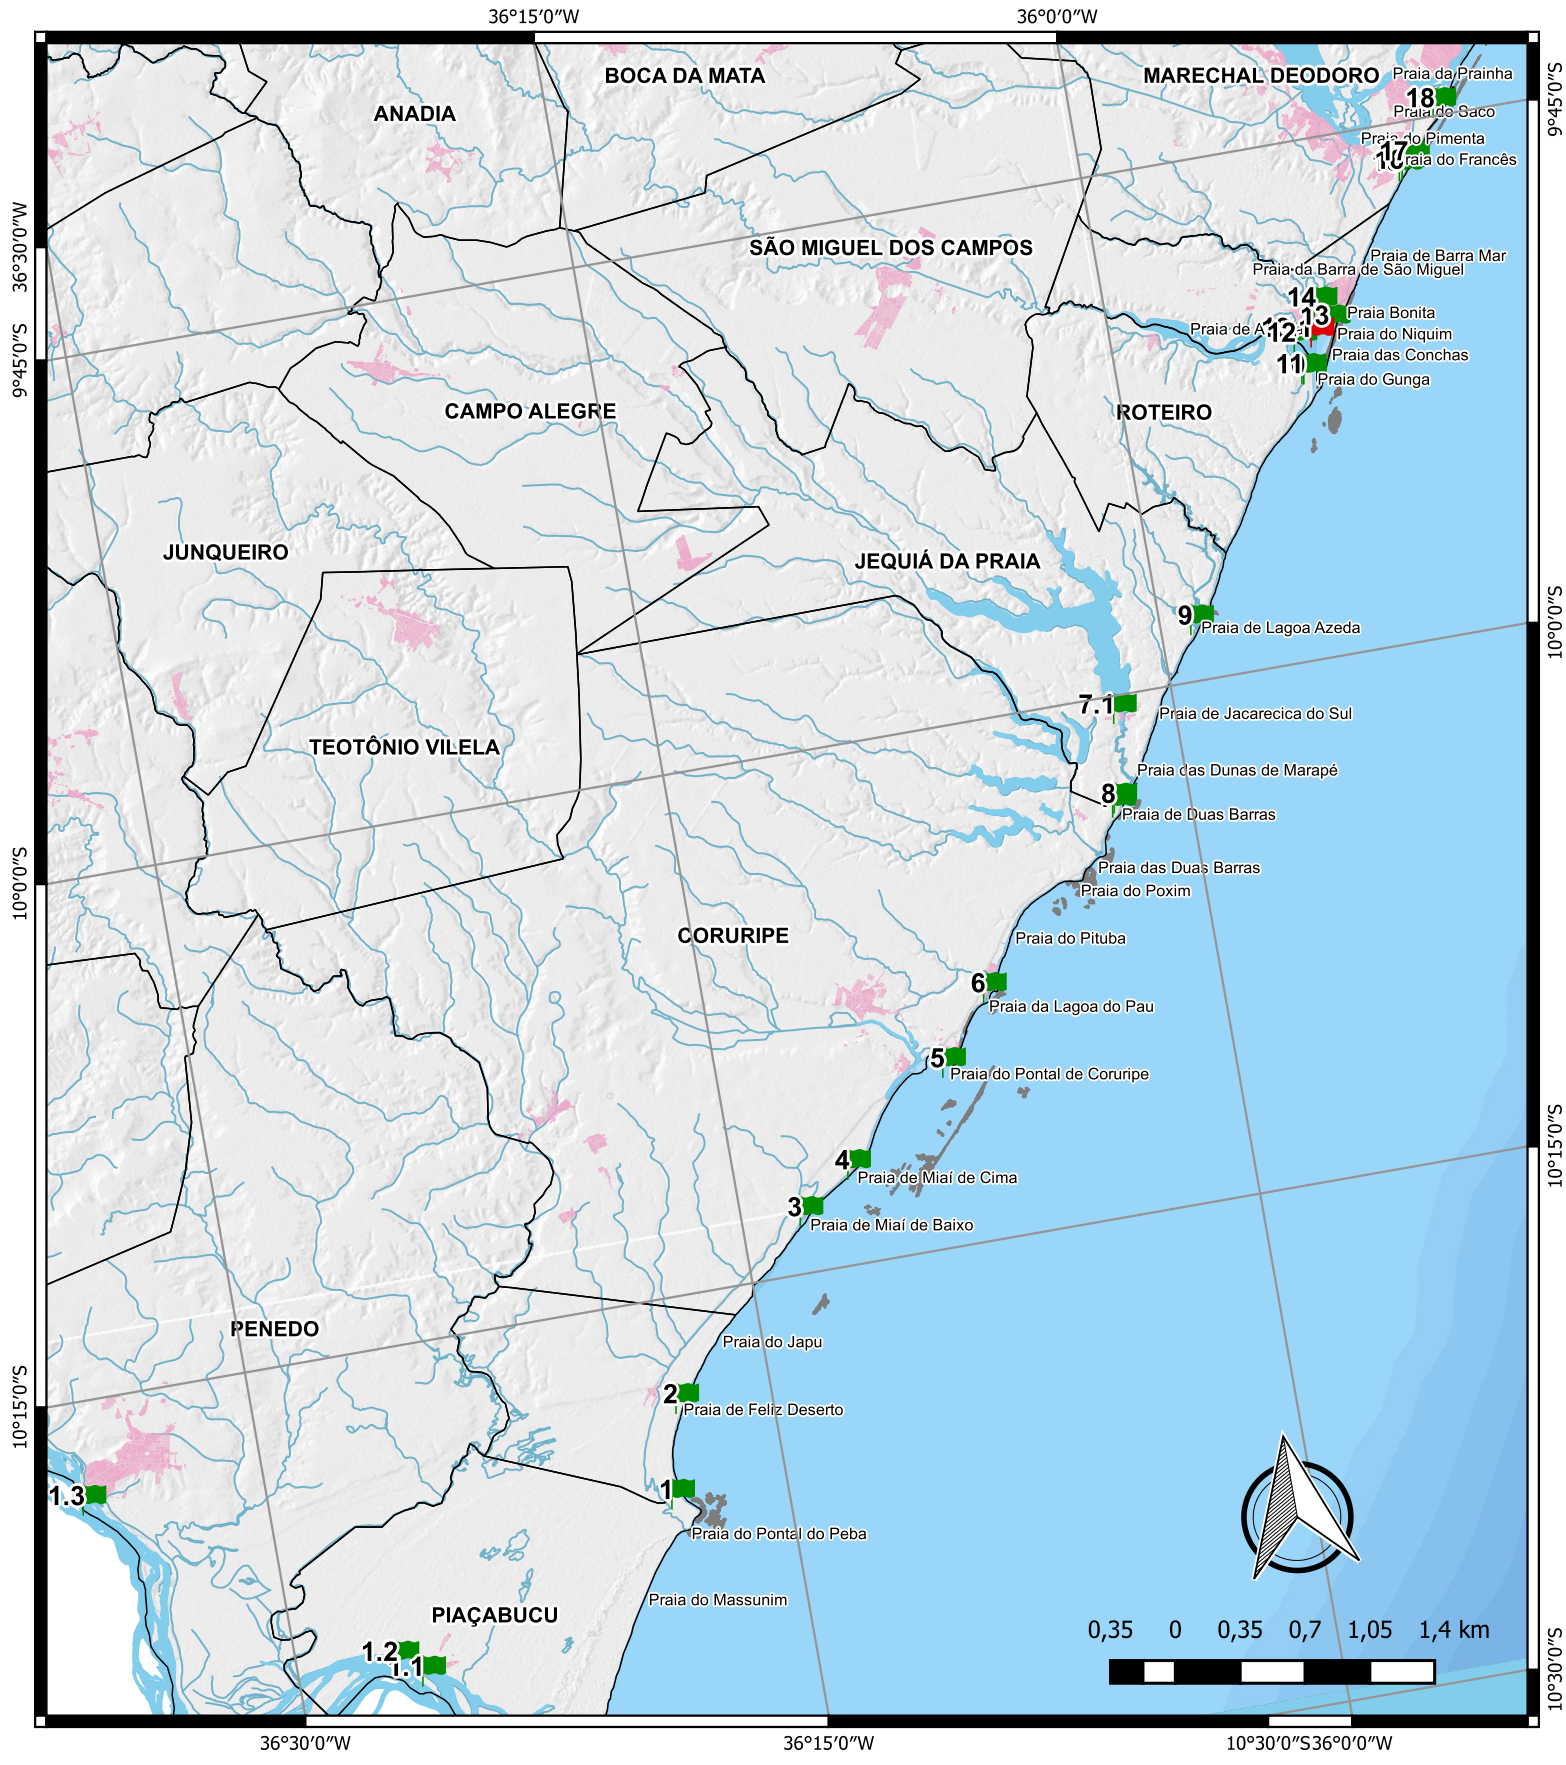 36°15'0"W
36°0'0"W
BOCA DA MATA
MARECHAL DEODORO
Praia da Prainha
ANADIA
18
Praia do Saco
9°45'0"S
Praia do Pimenta
17
Praia do Francês
36°30'0"W
SÃO MIGUEL DOS CAMPOS
Praia de Barra Mar
Praia da Barra de São Miguel
14
13
Praia Bonita
12
Praia de
Praia do Niquim
9°45'0"S
11
Praia das Conchas
Praia do Gunga
CAMPO ALEGRE
ROTEIRO
JUNQUEIRO
JEQUIÁ DA PRAIA
9
Praia de Lagoa Azeda
10°0'0"S
7.1
Praia de Jacarecica do Sul
TEOTÔNIO VILELA
Praia das Dunas de Marapé
8
Praia de Duas Barras
Praia das Duas Barras
10°0'0"S
Praia do Poxim
CORURIPE
Praia do Pituba
6
Praia da Lagoa do Pau
5
Praia do Pontal de Coruripe
10°15'0"S
4
Praia de Miaí de Cima
3
Praia de Miaí de Baixo
PENEDO
Praia do Japu
10°15'0"S
2
Praia de Feliz Deserto
1.3
1
Praia do Pontal do Peba
Praia do Massunim
PIAÇABUCU
1.2
1.1
0,35 0 0,35 0,7 1,05 1,4 km
10°30'0"S
36°30'0"W
36°15'0"W
10°30'0"S
36°0'0"W